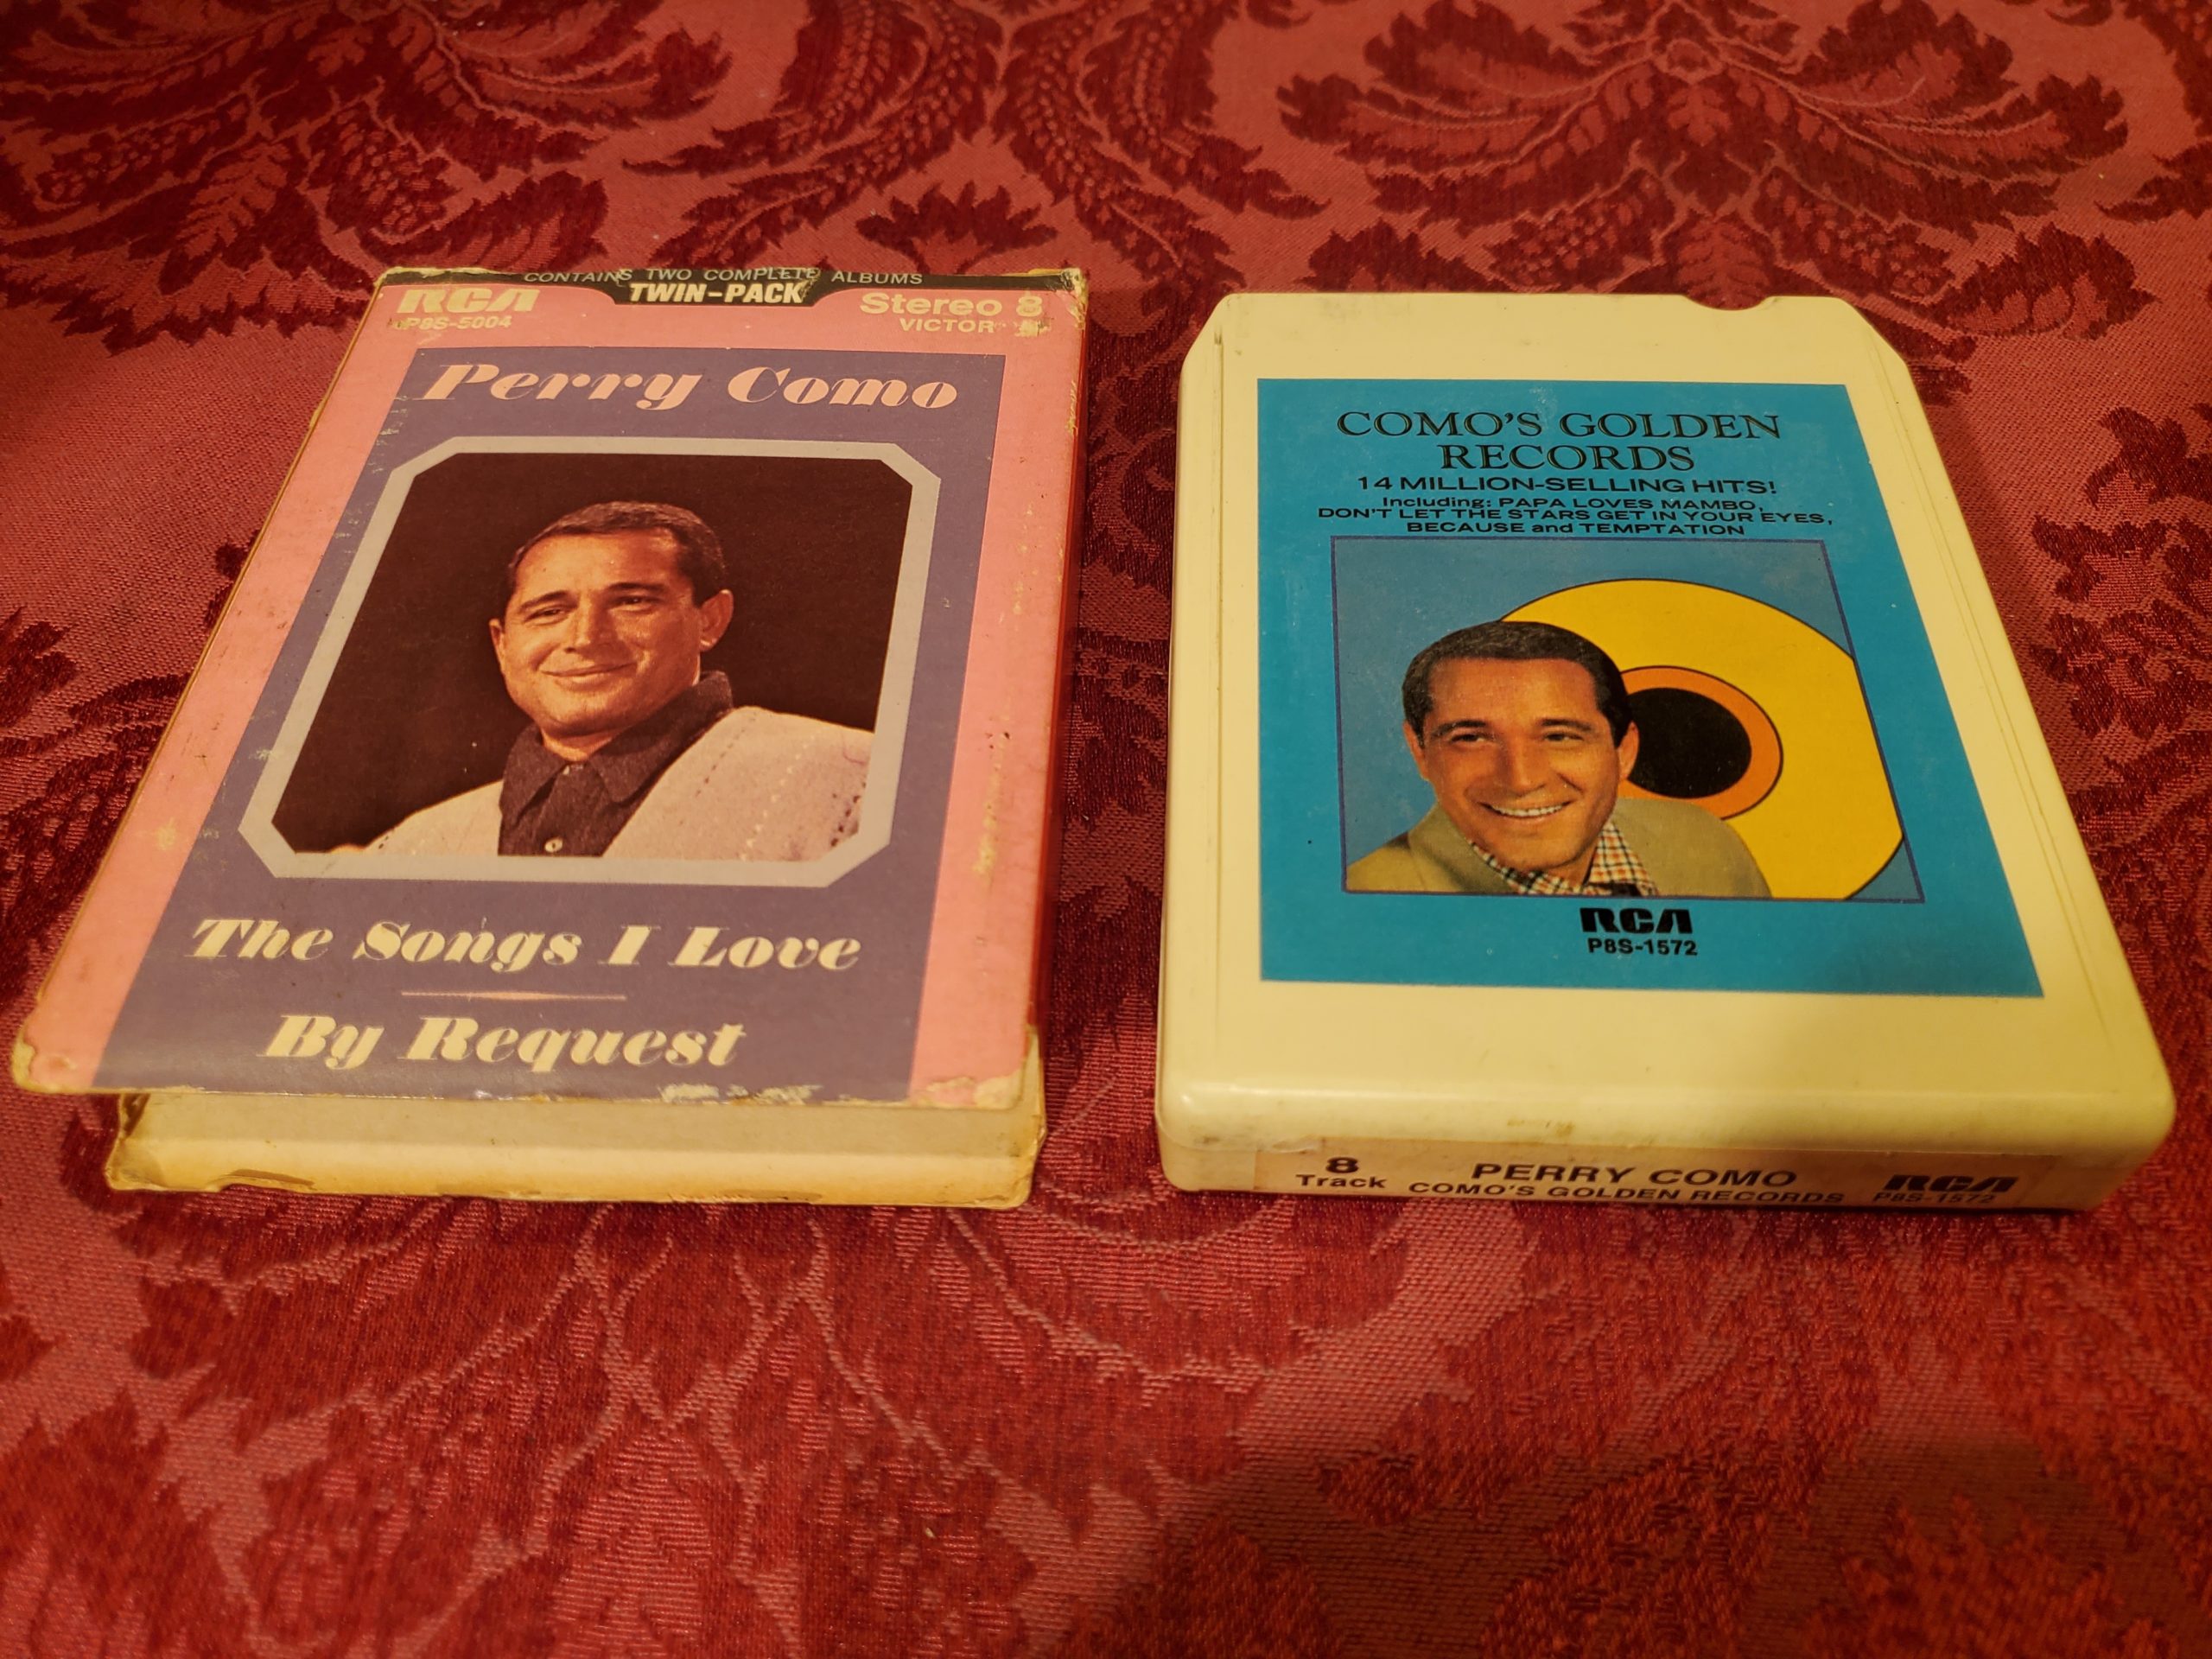 CONTAINS TWO COMPLETE ALBUMS
TWIN-PACK
RCA
P8S-5004
Stereo 8
VICTOR
Perry Como
The Songs I Love
By Request
COMO'S GOLDEN
RECORDS
14 MILLION-SELLING HITS!
Including: PAPA LOVES MAMBO,
DON'T LET THE STARS GET IN YOUR EYES,
BECAUSE and TEMPTATION
RCA
P8S-1572
8
Track
PERRY COMO
COMO'S GOLDEN RECORDS
RCA
P8S-1572